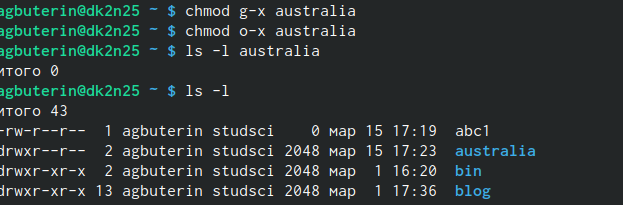 agbuterin@dk2n25 ~ $ chmod g-x australia
agbuterin@dk2n25 ~ $ chmod o-x australia
agbuterin@dk2n25 ~ $ ls -l australia
итого 0
agbuterin@dk2n25 ~ $ ls -l
итого 43
-rw-r--r-- 1 agbuterin studsci 0 мар 15 17:19 abc1
drwxr--r-- 2 agbuterin studsci 2048 мар 15 17:23 australia
drwxr-xr-x 2 agbuterin studsci 2048 мар 1 16:20 bin
drwxr-xr-x 13 agbuterin studsci 2048 мар 1 17:36 blog